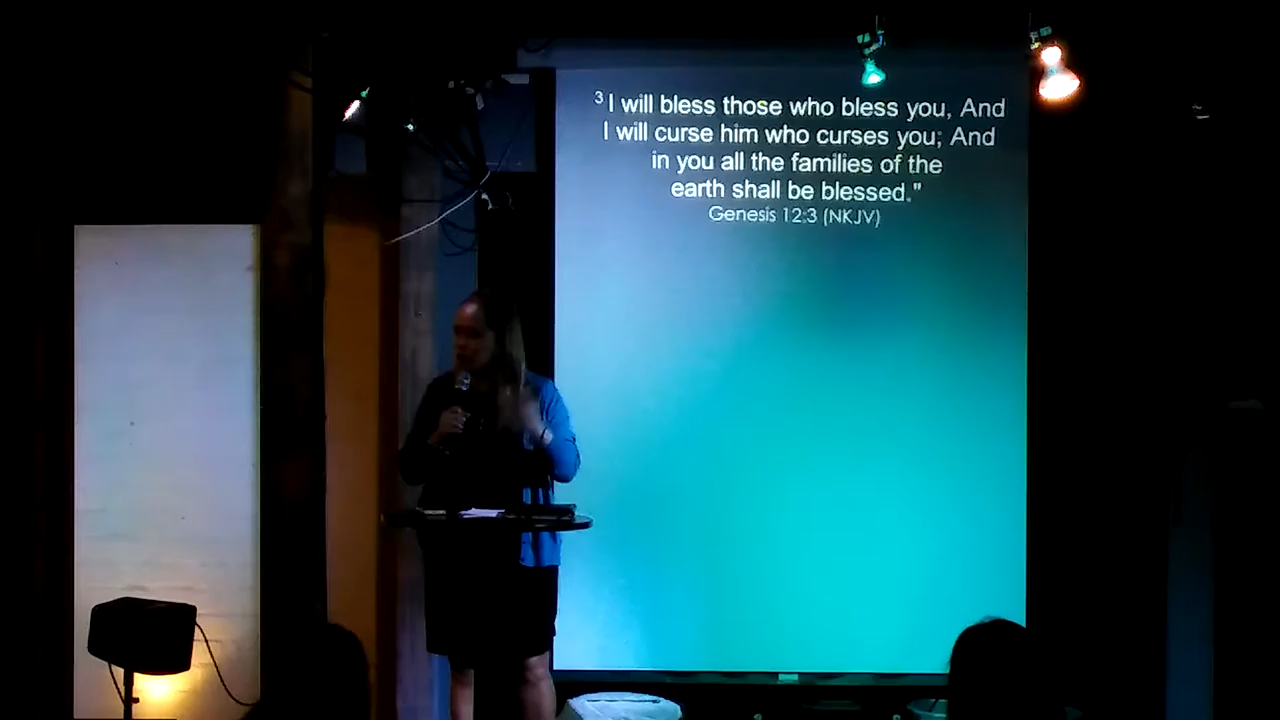 3 I will bless those who bless you, And
I will curse him who curses you; And
in you all the families of the
earth shall be blessed."
Genesis 12:3 (NKJV)